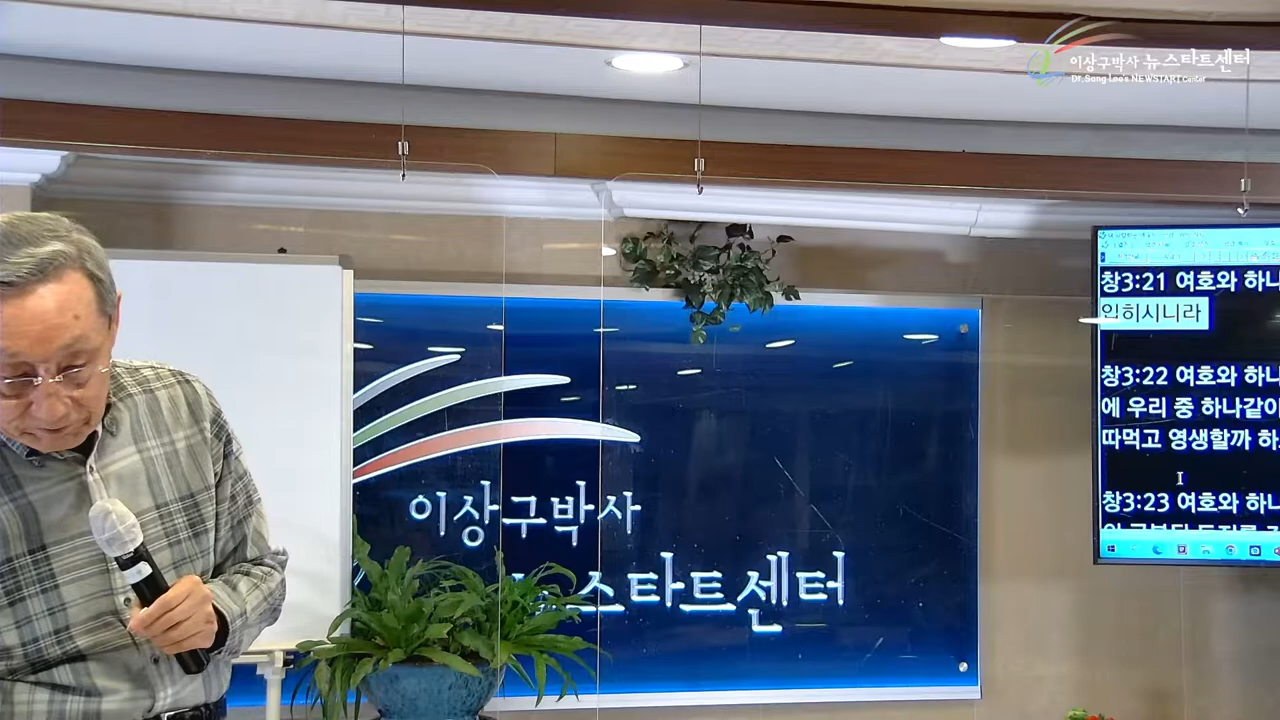 이상구박사 뉴스타트센터
Dr. Sang Lee's NEWSTART Center
이상구박사
스타트센터
창3:21 여호와 하나
입히시니라
창3:22 여호와 하나
에 우리 중 하나같이
따먹고 영생할까 하
창3:23 여호와 하나